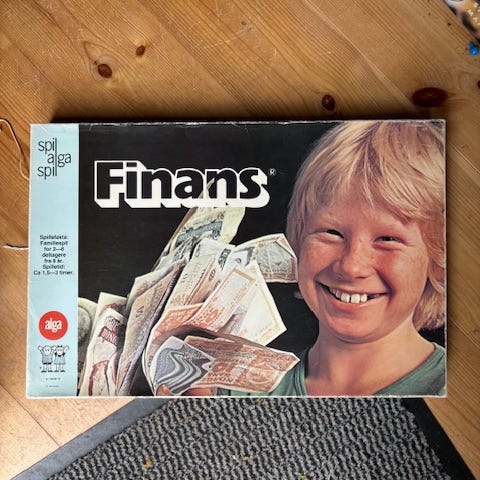 spil
alga
spil
Finans®
Spillefakta:
Familiespil
for 2-6
deltagere
fra 8 år.
Spilletid:
Ca 1,5-3 timer.
alga